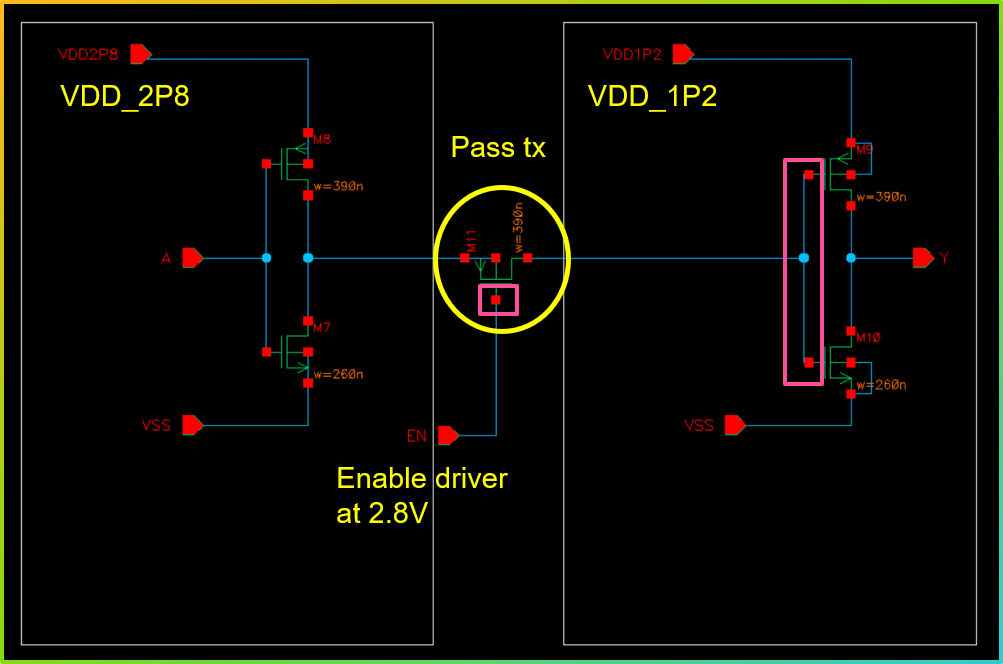 VDD2P8
VDD_2P8
M8
w=390n
A
M7
w=260n
VSS
Pass tx
M11
w=390n
EN
Enable driver
at 2.8V
VDD1P2
VDD_1P2
M9
w=390n
Y
M10
w=260n
VSS